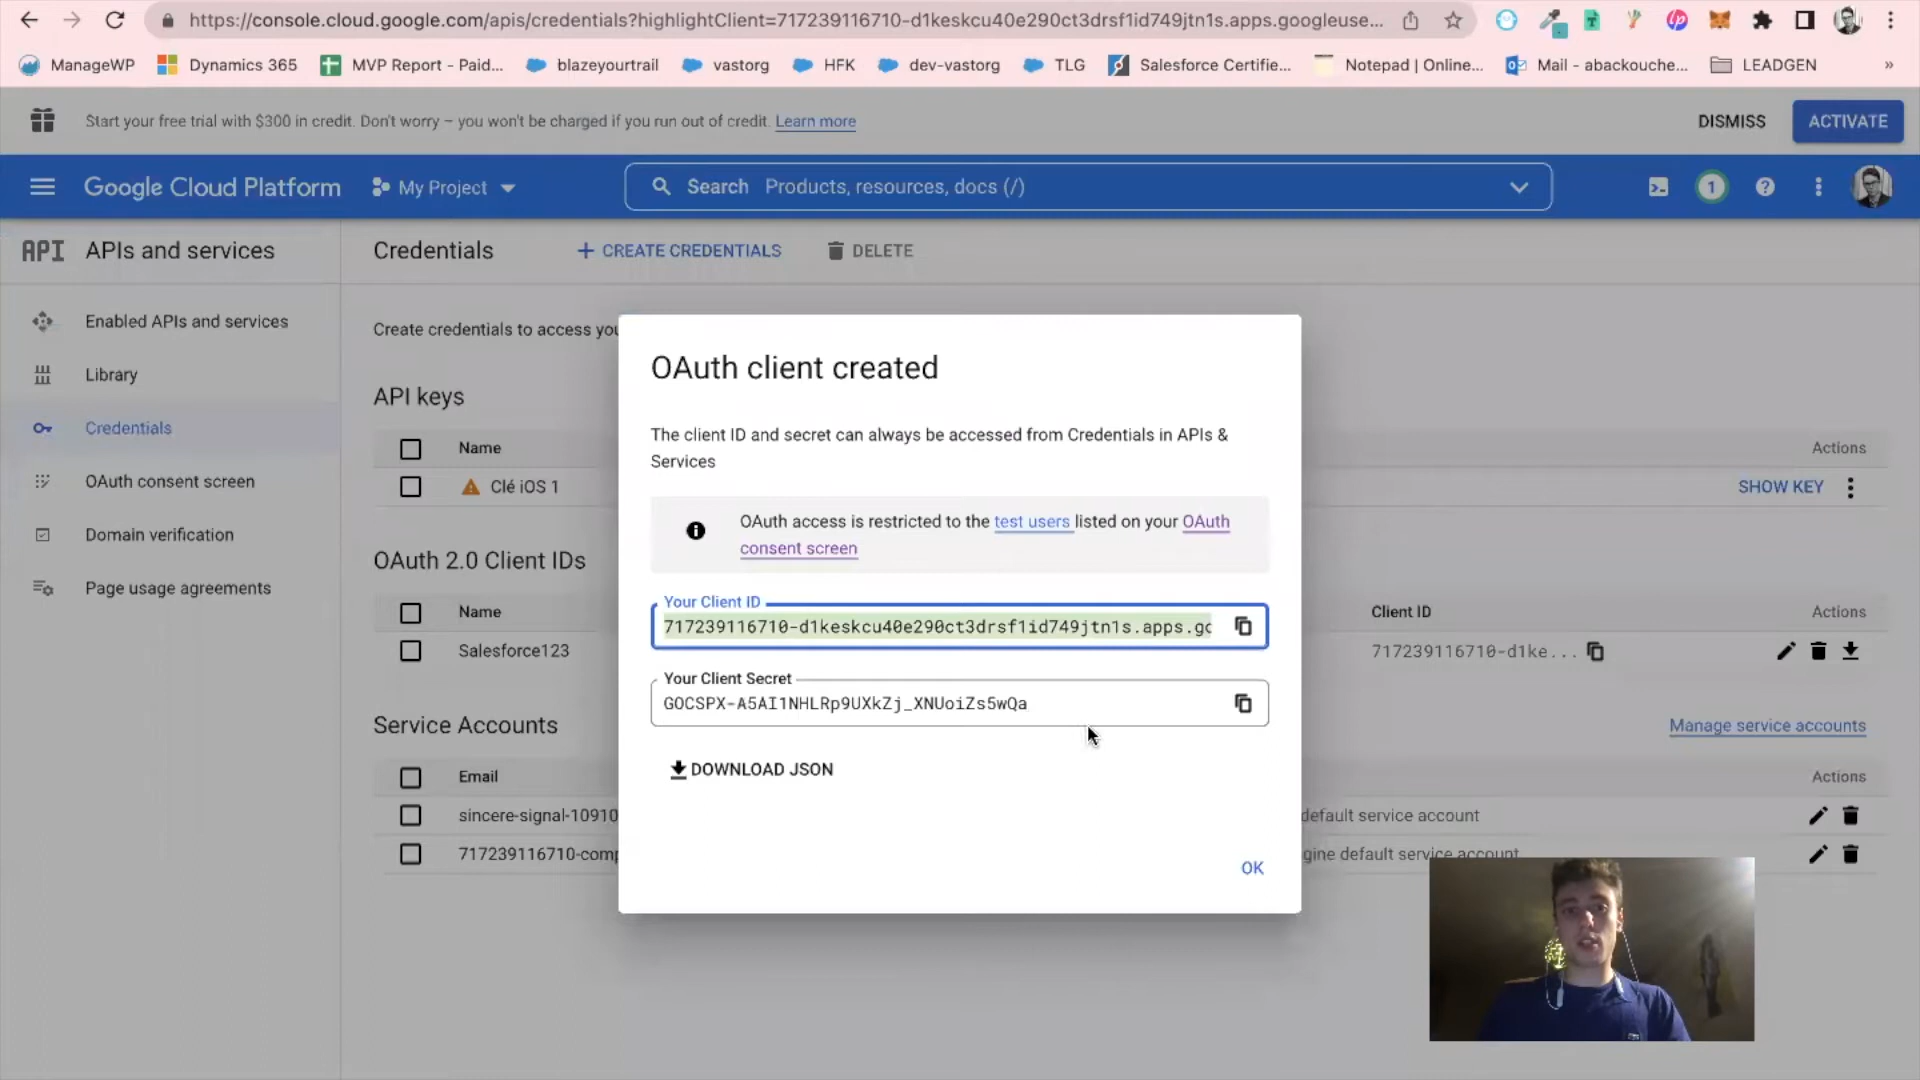 https://console.cloud.google.com/apis/credentials?highlightClient=717239116710-d1keskcu40e290ct3drsf1id749jtn1s.apps.googleuse...
ManageWP
Dynamics 365
MVP Report - Paid...
blazeyourtrail
vastorg
HFK
dev-vastorg
TLG
Salesforce Certifie...
Notepad | Online...
Mail - abackouche...
LEADGEN
»
Start your free trial with $300 in credit. Don't worry – you won't be charged if you run out of credit. Learn more
DISMISS
ACTIVATE
Google Cloud Platform
My Project
Search Products, resources, docs (/)
1
API APIs and services
Credentials
+ CREATE CREDENTIALS
DELETE
Enabled APIs and services
Library
Credentials
OAuth consent screen
Domain verification
Page usage agreements
Create credentials to access you
API keys
Name
Actions
Clé iOS 1
SHOW KEY
OAuth 2.0 Client IDs
Name
Client ID
Actions
Salesforce123
717239116710-d1ke...
Service Accounts
Manage service accounts
Email
Actions
sincere-signal-10910
default service account
717239116710-comp
gine default service account
OAuth client created
The client ID and secret can always be accessed from Credentials in APIs &
Services
OAuth access is restricted to the test users listed on your OAuth
consent screen
Your Client ID
717239116710-d1keskcu40e290ct3drsf1id749jtn1s.apps.go
Your Client Secret
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
DOWNLOAD JSON
OK